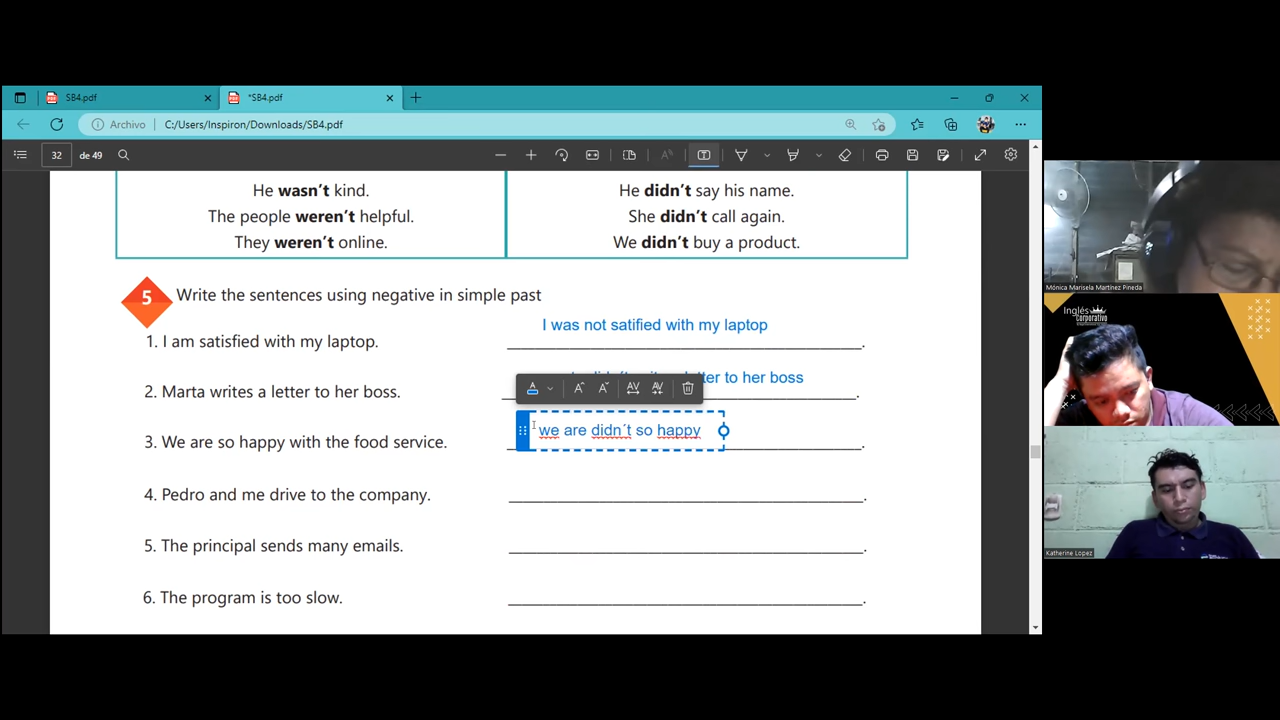 SB4.pdf
*SB4.pdf
Archivo
C:/Users/Inspiron/Downloads/SB4.pdf
32 de 49
He wasn't kind.
He didn't say his name.
The people weren't helpful.
She didn't call again.
They weren't online.
We didn't buy a product.
5 Write the sentences using negative in simple past
I was not satified with my laptop
1. I am satisfied with my laptop. .
letter to her boss
2. Marta writes a letter to her boss. .
we are didn´t so happy
3. We are so happy with the food service. .
4. Pedro and me drive to the company. .
5. The principal sends many emails. .
6. The program is too slow. .
Mónica Marisela Martínez Pineda
Inglés
Corporativo
Katherine Lopez